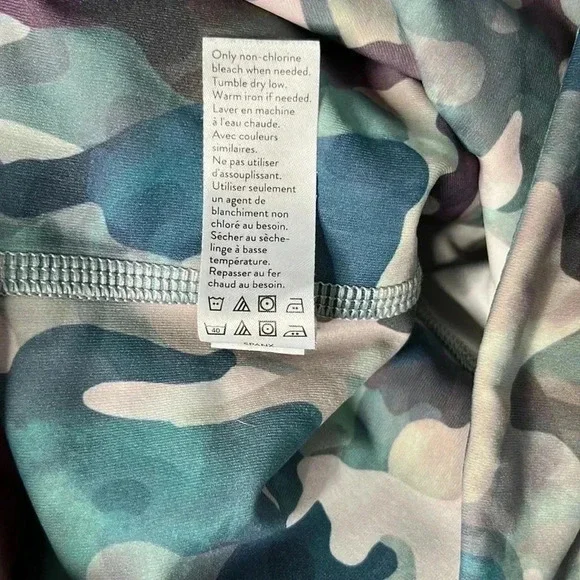 Only non-chlorine
bleach when needed.
Tumble dry low.
Warm iron if needed.
Laver en machine
à l'eau chaude.
Avec couleurs
similaires.
Ne pas utiliser
d'assouplissant.
Utiliser seulement
un agent de
blanchiment non
chloré au besoin.
Sécher au sèche-
linge à basse
température.
Repasser au fer
chaud au besoin.
40
SPANX